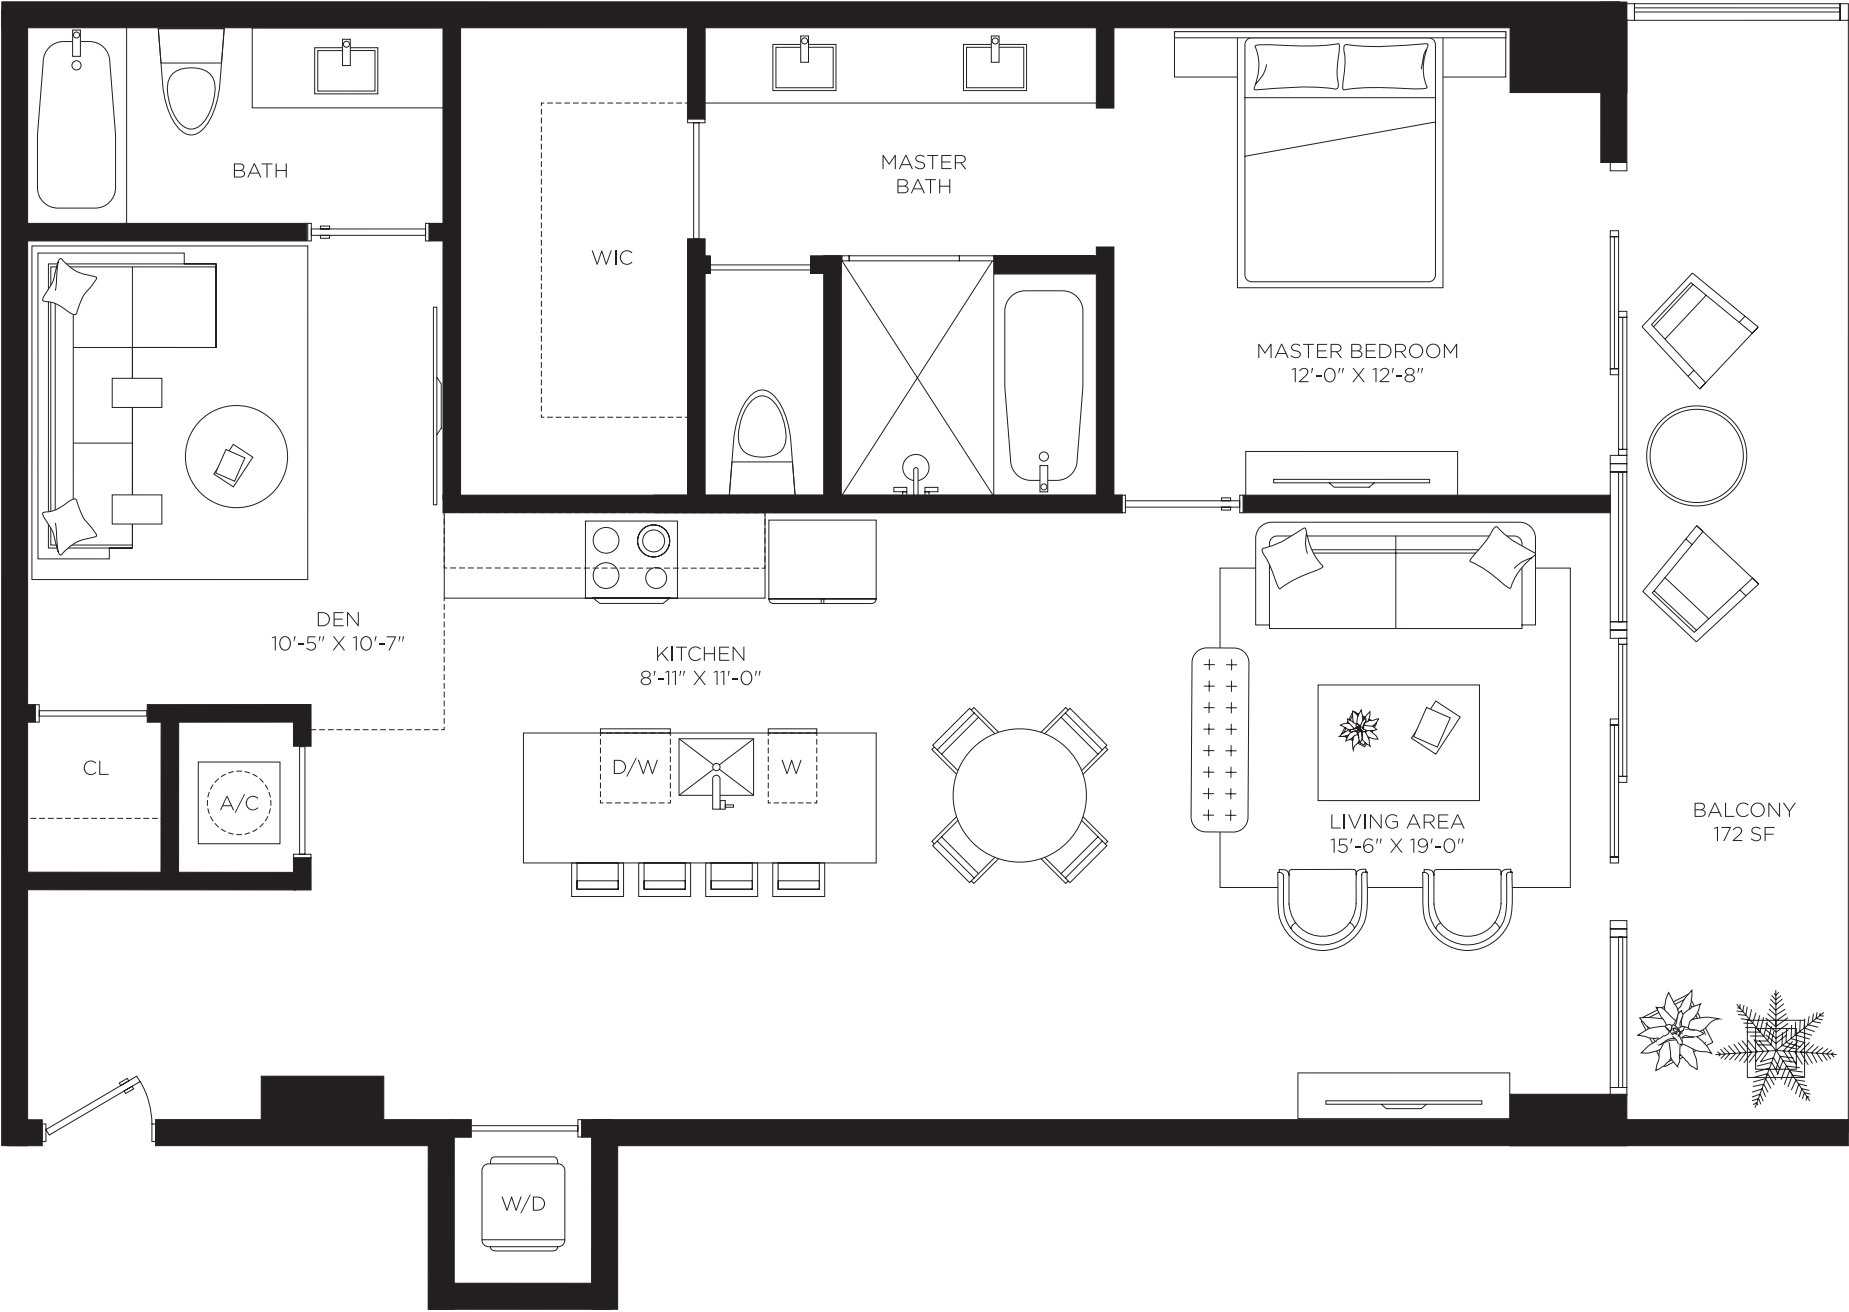 BATH
MASTER
BATH
WIC
MASTER BEDROOM
12'-0" X 12'-8"
DEN
10'-5" X 10'-7"
KITCHEN
8'-11" X 11'-0"
CL
A/C
D/W
W
LIVING AREA
15'-6" X 19'-0"
BALCONY
172 SF
W/D